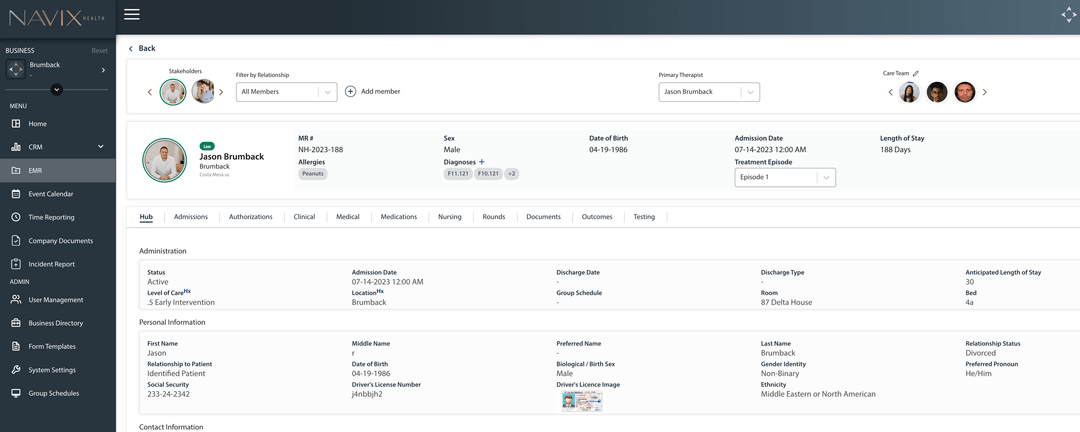 NAVIX HEALTH
BUSINESS Reset
Brumback
-
MENU
Home
CRM
EMR
Event Calendar
Time Reporting
Company Documents
Incident Report
ADMIN
User Management
Business Directory
Form Templates
System Settings
Group Schedules
Back
Stakeholders
Filter by Relationship
All Members
Add member
Primary Therapist
Jason Brumback
Care Team
Low
Jason Brumback
Brumback
Costa Mesa us
MR # Sex Date of Birth Admission Date Length of Stay
NH-2023-188 Male 04-19-1986 07-14-2023 12:00 AM 188 Days
Allergies Diagnoses + Treatment Episode
Peanuts F11.121 F10.121 +2 Episode 1
Hub Admissions Authorizations Clinical Medical Medications Nursing Rounds Documents Outcomes Testing
Administration
Status Admission Date Discharge Date Discharge Type Anticipated Length of Stay
Active 07-14-2023 12:00 AM - - 30
Level of Care Hx Location Hx Group Schedule Room Bed
.5 Early Intervention Brumback - 87 Delta House 4a
Personal Information
First Name Middle Name Preferred Name Last Name Relationship Status
Jason r - Brumback Divorced
Relationship to Patient Date of Birth Biological / Birth Sex Gender Identity Preferred Pronoun
Identified Patient 04-19-1986 Male Non-Binary He/Him
Social Security Driver's License Number Driver's Licence Image Ethnicity
233-24-2342 j4nbbjh2 Middle Eastern or North American
Contact Information